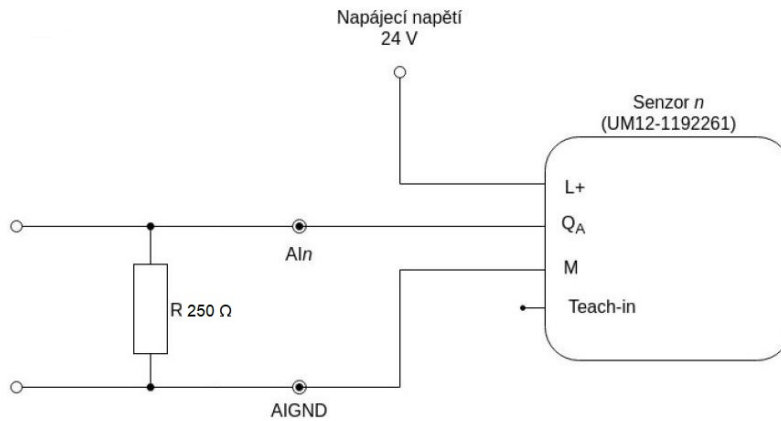 Napájecí napětí
24 V
Senzor n
(UM12-1192261)
L+
QA
AIn
M
R 250 Ω
Teach-in
AIGND